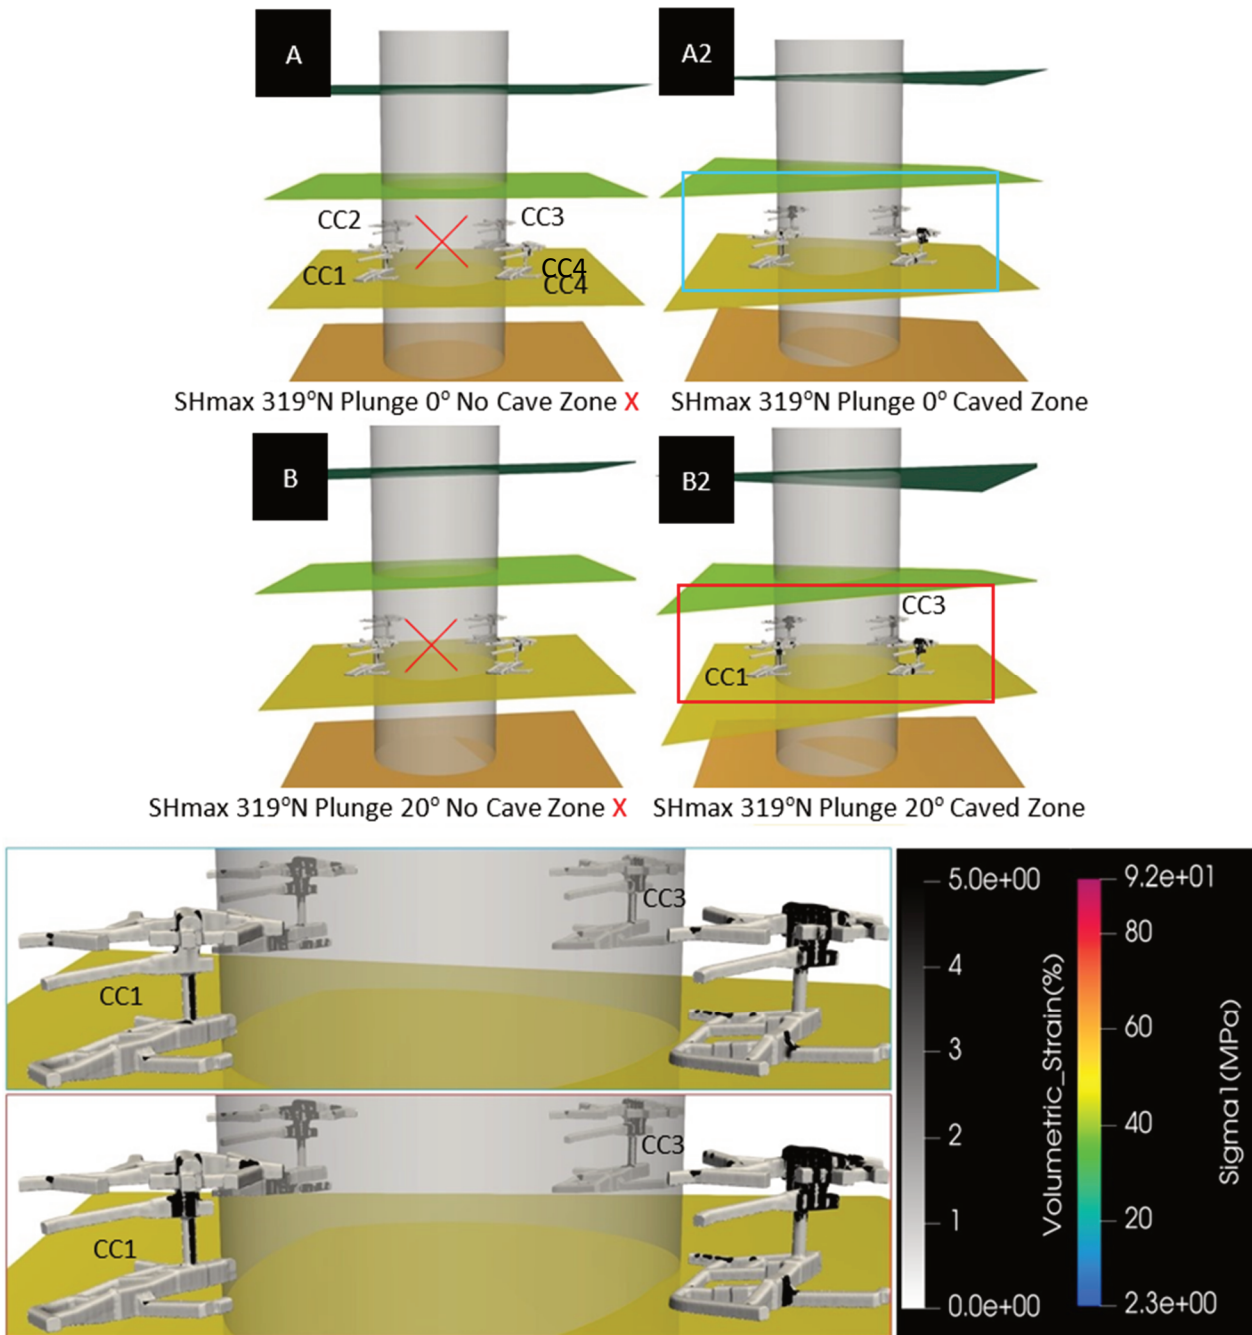 A
A2
CC2
CC3
CC1
CC4
CC4
SHmax 319°N Plunge 0° No Cave Zone X
SHmax 319°N Plunge 0° Caved Zone
B
B2
CC3
CC1
SHmax 319°N Plunge 20° No Cave Zone X
SHmax 319°N Plunge 20° Caved Zone
CC3
CC1
CC3
CC1
5.0e+00
4
3
2
1
0.0e+00
Volumetric_Strain(%)
9.2e+01
80
60
40
20
2.3e+00
Sigma1(MPa)